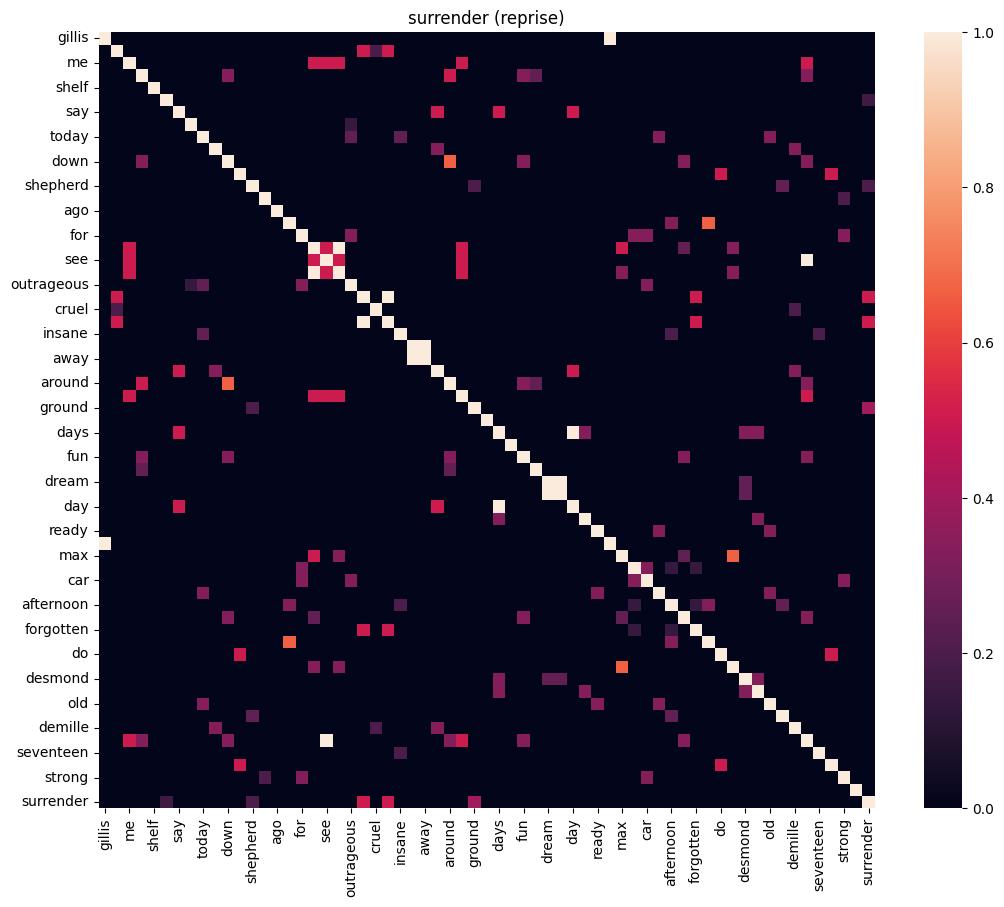 surrender (reprise)
gillis
me
shelf
say
today
down
shepherd
ago
for
see
outrageous
cruel
insane
away
around
ground
days
fun
dream
day
ready
max
car
afternoon
forgotten
do
desmond
old
demille
seventeen
strong
surrender
1.0
0.8
0.6
0.4
0.2
0.0
gillis
me
shelf
say
today
down
shepherd
ago
for
see
outrageous
cruel
insane
away
around
ground
days
fun
dream
day
ready
max
car
afternoon
forgotten
do
desmond
old
demille
seventeen
strong
surrender